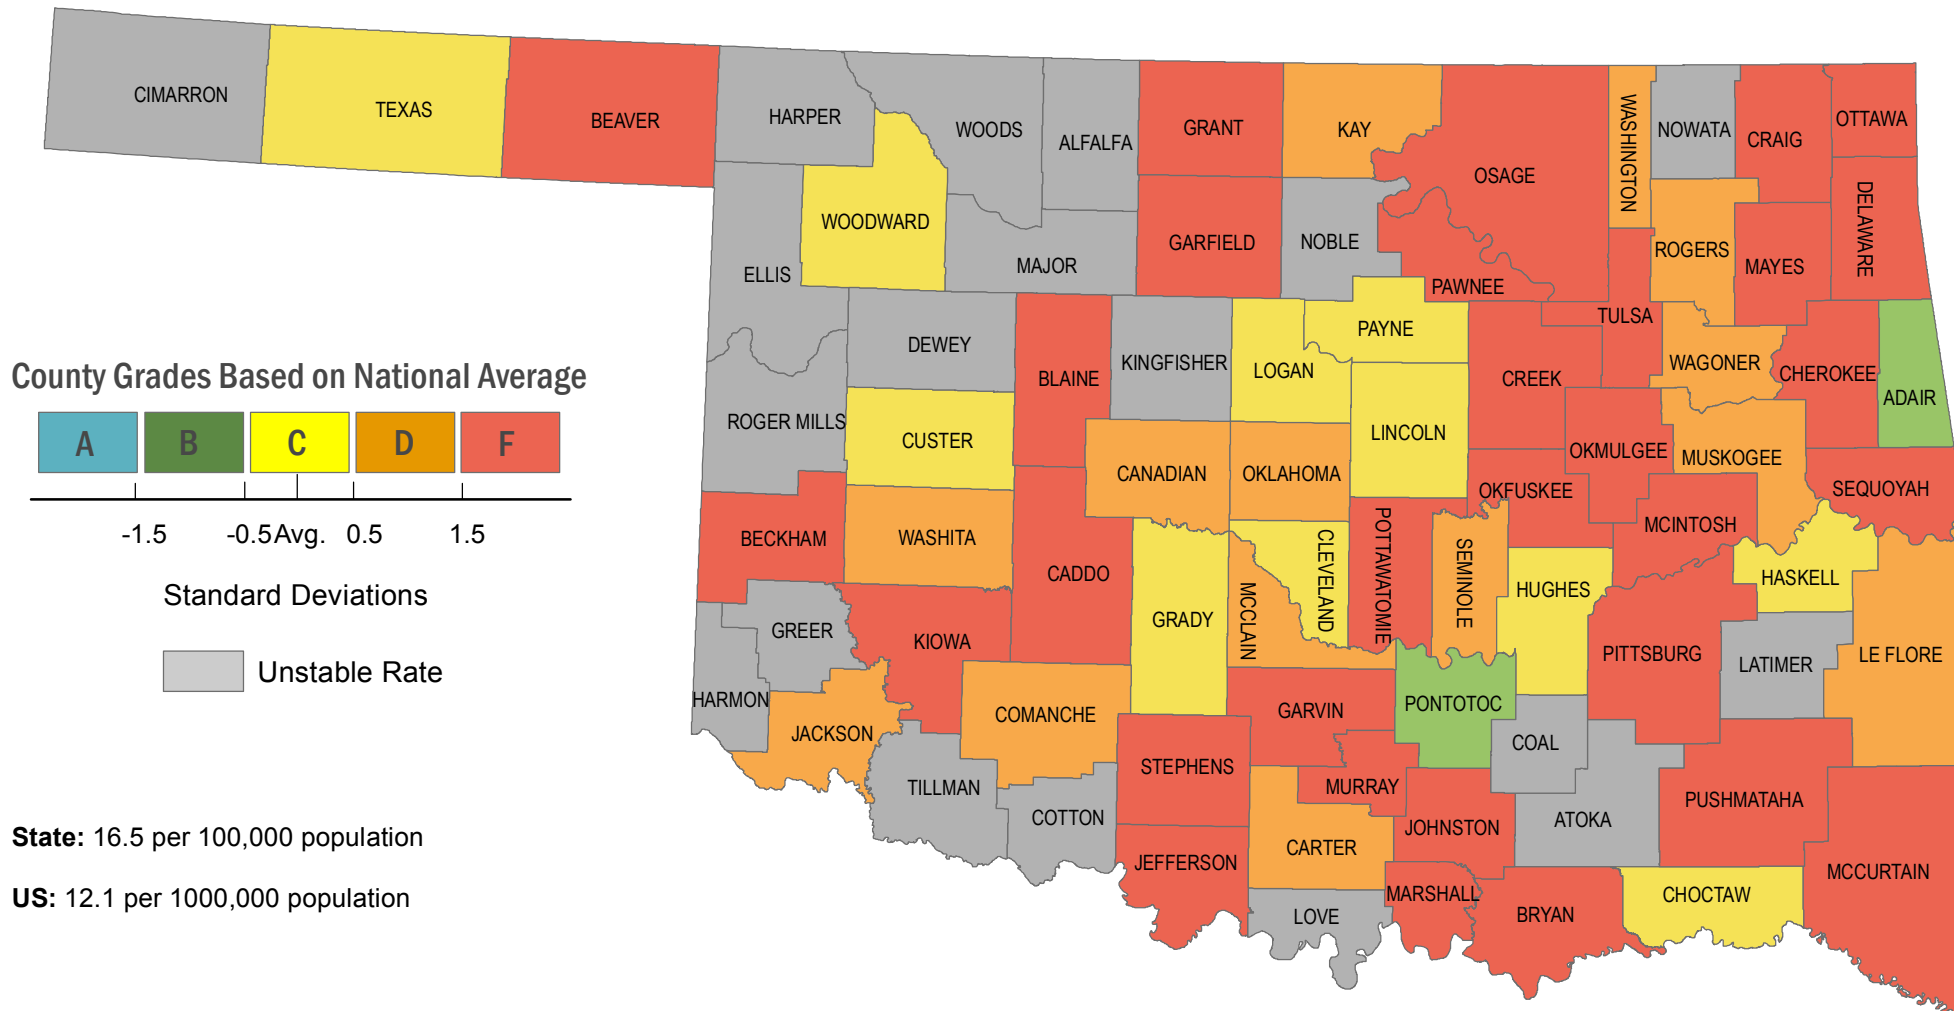 CIMARRON
TEXAS
BEAVER
HARPER
WOODS
ALFALFA
GRANT
KAY
OSAGE
WASHINGTON
NOWATA
CRAIG
OTTAWA
WOODWARD
ELLIS
MAJOR
GARFIELD
NOBLE
PAWNEE
ROGERS
MAYES
DELAWARE
TULSA
DEWEY
BLAINE
KINGFISHER
LOGAN
PAYNE
CREEK
WAGONER
CHEROKEE
ADAIR
County Grades Based on National Average
A B C D F
-1.5 -0.5 Avg. 0.5 1.5
Standard Deviations
Unstable Rate
ROGER MILLS
CUSTER
CANADIAN
OKLAHOMA
LINCOLN
OKMULGEE
MUSKOGEE
OKFUSKEE
SEQUOYAH
BECKHAM
WASHITA
CADDO
GRADY
MCCLAIN
CLEVELAND
POTTAWATOMIE
SEMINOLE
HUGHES
MCINTOSH
HASKELL
GREER
KIOWA
PITTSBURG
LATIMER
LE FLORE
HARMON
JACKSON
COMANCHE
GARVIN
PONTOTOC
COAL
TILLMAN
COTTON
STEPHENS
MURRAY
JOHNSTON
ATOKA
PUSHMATAHA
JEFFERSON
CARTER
LOVE
MARSHALL
BRYAN
CHOCTAW
MCCURTAIN
State: 16.5 per 100,000 population
US: 12.1 per 1000,000 population